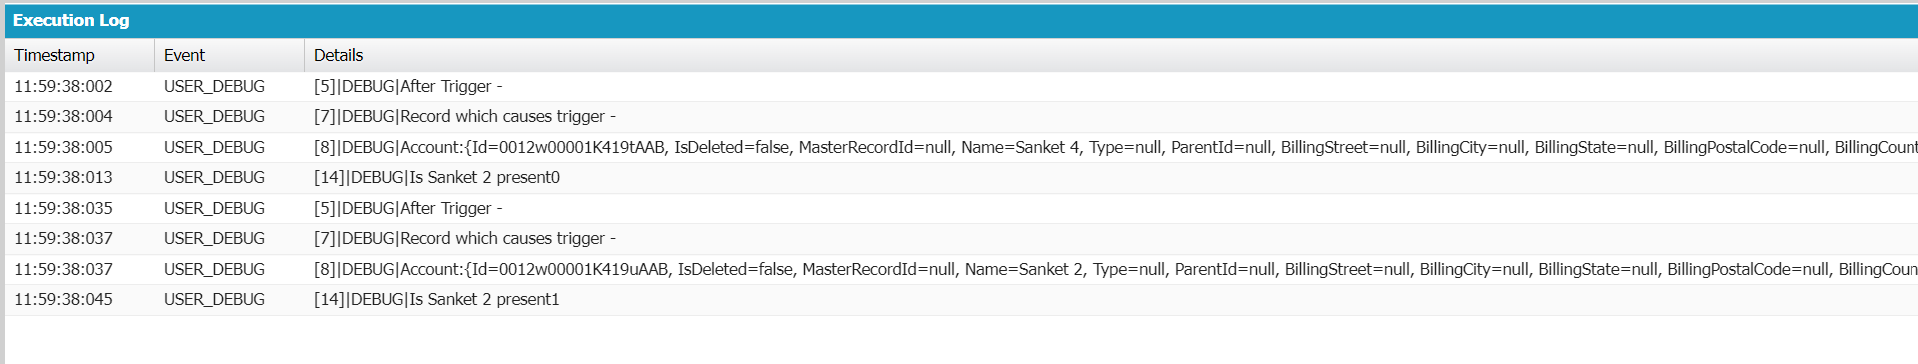 Execution Log
Timestamp Event Details
11:59:38:002 USER_DEBUG [5]|DEBUG|After Trigger -
11:59:38:004 USER_DEBUG [7]|DEBUG|Record which causes trigger -
11:59:38:005 USER_DEBUG [8]|DEBUG|Account:{Id=0012w00001K419tAAB, IsDeleted=false, MasterRecordId=null, Name=Sanket 4, Type=null, ParentId=null, BillingStreet=null, BillingCity=null, BillingState=null, BillingPostalCode=null, BillingCount
11:59:38:013 USER_DEBUG [14]|DEBUG|Is Sanket 2 present0
11:59:38:035 USER_DEBUG [5]|DEBUG|After Trigger -
11:59:38:037 USER_DEBUG [7]|DEBUG|Record which causes trigger -
11:59:38:037 USER_DEBUG [8]|DEBUG|Account:{Id=0012w00001K419uAAB, IsDeleted=false, MasterRecordId=null, Name=Sanket 2, Type=null, ParentId=null, BillingStreet=null, BillingCity=null, BillingState=null, BillingPostalCode=null, BillingCoun
11:59:38:045 USER_DEBUG [14]|DEBUG|Is Sanket 2 present1